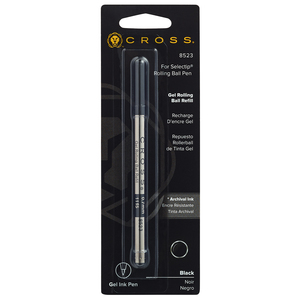 CROSS
8523
For Selectip®
Rolling Ball Pen
Gel Rolling
Ball Refill
Recharge
D'encre Gel
Repuesto
Rollerball
de Tinta Gel
* Archival Ink
Encre Résistante
Tinta Archival
CROSS
Black
Noir
Negro
Gel Ink Pen